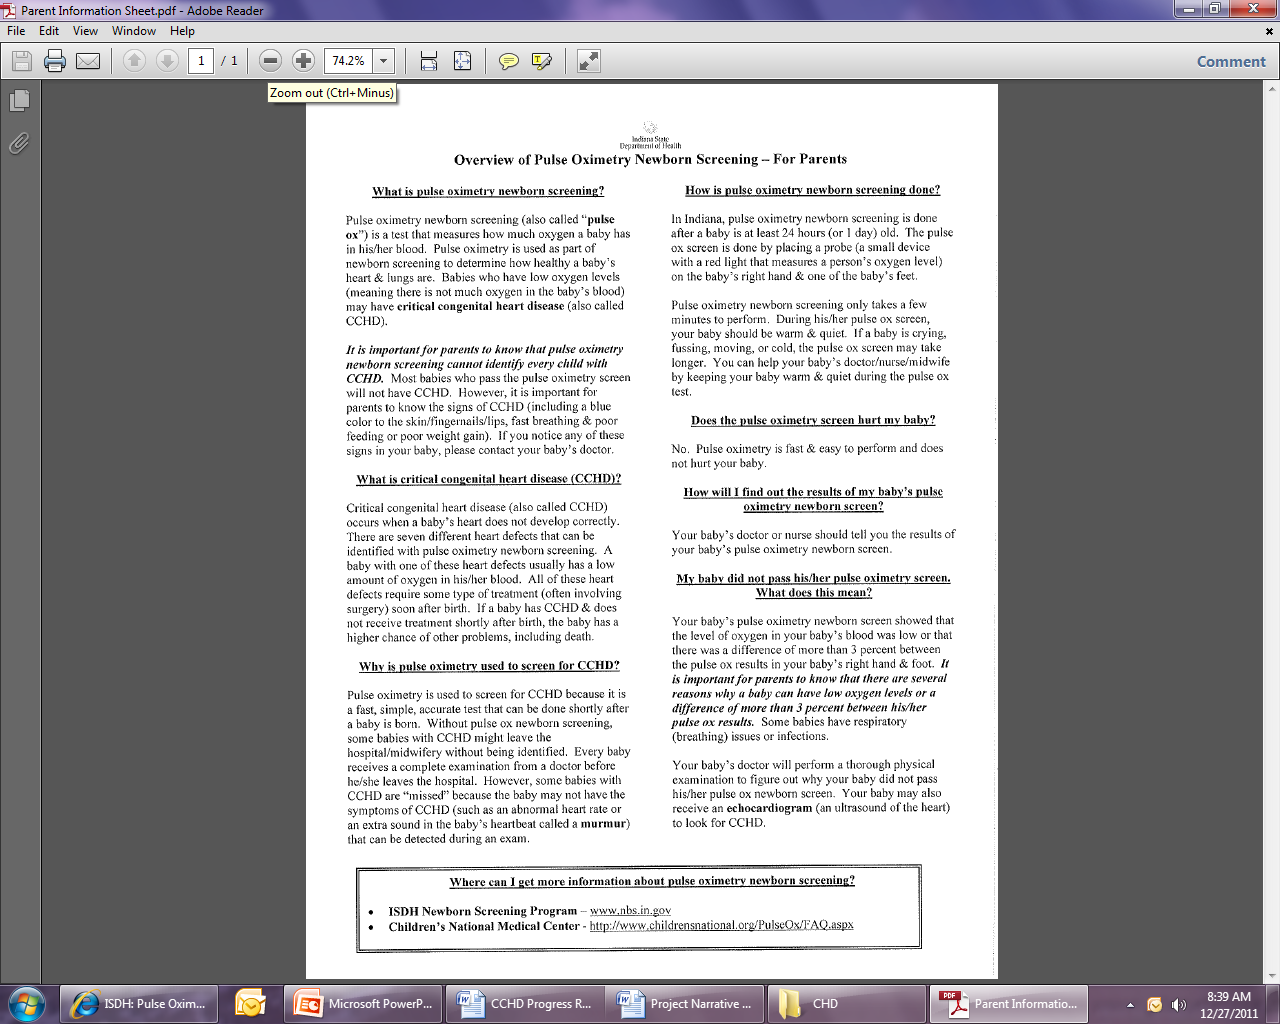 Parent Information Sheet.pdf - Adobe Reader
File Edit View Window Help
1 / 1 74.2% Comment
Zoom out (Ctrl+Minus)
Indiana State
Department of Health
Overview of Pulse Oximetry Newborn Screening – For Parents
What is pulse oximetry newborn screening?
Pulse oximetry newborn screening (also called "pulse
ox") is a test that measures how much oxygen a baby has
in his/her blood. Pulse oximetry is used as part of
newborn screening to determine how healthy a baby's
heart & lungs are. Babies who have low oxygen levels
(meaning there is not much oxygen in the baby's blood)
may have critical congenital heart disease (also called
CCHD).
It is important for parents to know that pulse oximetry
newborn screening cannot identify every child with
CCHD. Most babies who pass the pulse oximetry screen
will not have CCHD. However, it is important for
parents to know the signs of CCHD (including a blue
color to the skin/fingernails/lips, fast breathing & poor
feeding or poor weight gain). If you notice any of these
signs in your baby, please contact your baby's doctor.
What is critical congenital heart disease (CCHD)?
Critical congenital heart disease (also called CCHD)
occurs when a baby's heart does not develop correctly.
There are seven different heart defects that can be
identified with pulse oximetry newborn screening. A
baby with one of these heart defects usually has a low
amount of oxygen in his/her blood. All of these heart
defects require some type of treatment (often involving
surgery) soon after birth. If a baby has CCHD & does
not receive treatment shortly after birth, the baby has a
higher chance of other problems, including death.
Why is pulse oximetry used to screen for CCHD?
Pulse oximetry is used to screen for CCHD because it is
a fast, simple, accurate test that can be done shortly after
a baby is born. Without pulse ox newborn screening,
some babies with CCHD might leave the
hospital/midwifery without being identified. Every baby
receives a complete examination from a doctor before
he/she leaves the hospital. However, some babies with
CCHD are "missed" because the baby may not have the
symptoms of CCHD (such as an abnormal heart rate or
an extra sound in the baby's heartbeat called a murmur)
that can be detected during an exam.
How is pulse oximetry newborn screening done?
In Indiana, pulse oximetry newborn screening is done
after a baby is at least 24 hours (or 1 day) old. The pulse
ox screen is done by placing a probe (a small device
with a red light that measures a person's oxygen level)
on the baby's right hand & one of the baby's feet.
Pulse oximetry newborn screening only takes a few
minutes to perform. During his/her pulse ox screen,
your baby should be warm & quiet. If a baby is crying,
fussing, moving, or cold, the pulse ox screen may take
longer. You can help your baby's doctor/nurse/midwife
by keeping your baby warm & quiet during the pulse ox
test.
Does the pulse oximetry screen hurt my baby?
No. Pulse oximetry is fast & easy to perform and does
not hurt your baby.
How will I find out the results of my baby's pulse
oximetry newborn screen?
Your baby's doctor or nurse should tell you the results of
your baby's pulse oximetry newborn screen.
My baby did not pass his/her pulse oximetry screen.
What does this mean?
Your baby's pulse oximetry newborn screen showed that
the level of oxygen in your baby's blood was low or that
there was a difference of more than 3 percent between
the pulse ox results in your baby's right hand & foot. It
is important for parents to know that there are several
reasons why a baby can have low oxygen levels or a
difference of more than 3 percent between his/her
pulse ox results. Some babies have respiratory
(breathing) issues or infections.
Your baby's doctor will perform a thorough physical
examination to figure out why your baby did not pass
his/her pulse ox newborn screen. Your baby may also
receive an echocardiogram (an ultrasound of the heart)
to look for CCHD.
Where can I get more information about pulse oximetry newborn screening?
• ISDH Newborn Screening Program – www.nbs.in.gov
• Children's National Medical Center - http://www.childrensnational.org/PulseOx/FAQ.aspx
ISDH: Pulse Oxim... Microsoft PowerP... CCHD Progress R... Project Narrative ... CHD Parent Informatio... 8:39 AM
12/27/2011